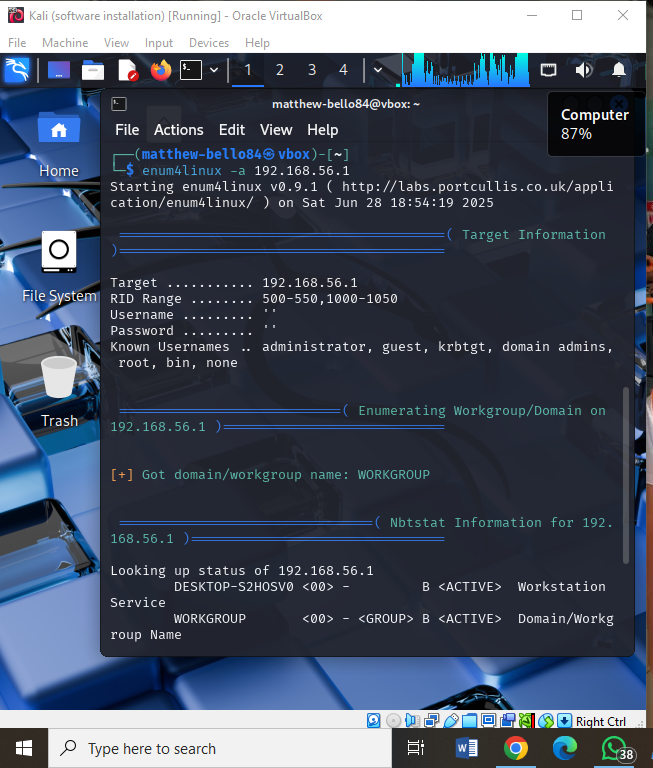 Kali (software installation) [Running] - Oracle VirtualBox
File Machine View Input Devices Help
1 2 3 4
matthew-bello84@vbox: ~
File Actions Edit View Help
Computer
87%
Home
File System
Trash
┌──(matthew-bello84㉿vbox)-[~]
└─$ enum4linux -a 192.168.56.1
Starting enum4linux v0.9.1 ( http://labs.portcullis.co.uk/appli
cation/enum4linux/ ) on Sat Jun 28 18:54:19 2025
=========================================( Target Information
)=========================================
Target ........... 192.168.56.1
RID Range ........ 500-550,1000-1050
Username ......... ''
Password ......... ''
Known Usernames .. administrator, guest, krbtgt, domain admins,
root, bin, none
============================( Enumerating Workgroup/Domain on
192.168.56.1 )============================
[+] Got domain/workgroup name: WORKGROUP
================================( Nbtstat Information for 192.
168.56.1 )================================
Looking up status of 192.168.56.1
DESKTOP-S2HOSV0 <00> - B <ACTIVE> Workstation
Service
WORKGROUP <00> - <GROUP> B <ACTIVE> Domain/Workg
roup Name
Right Ctrl
Type here to search
38